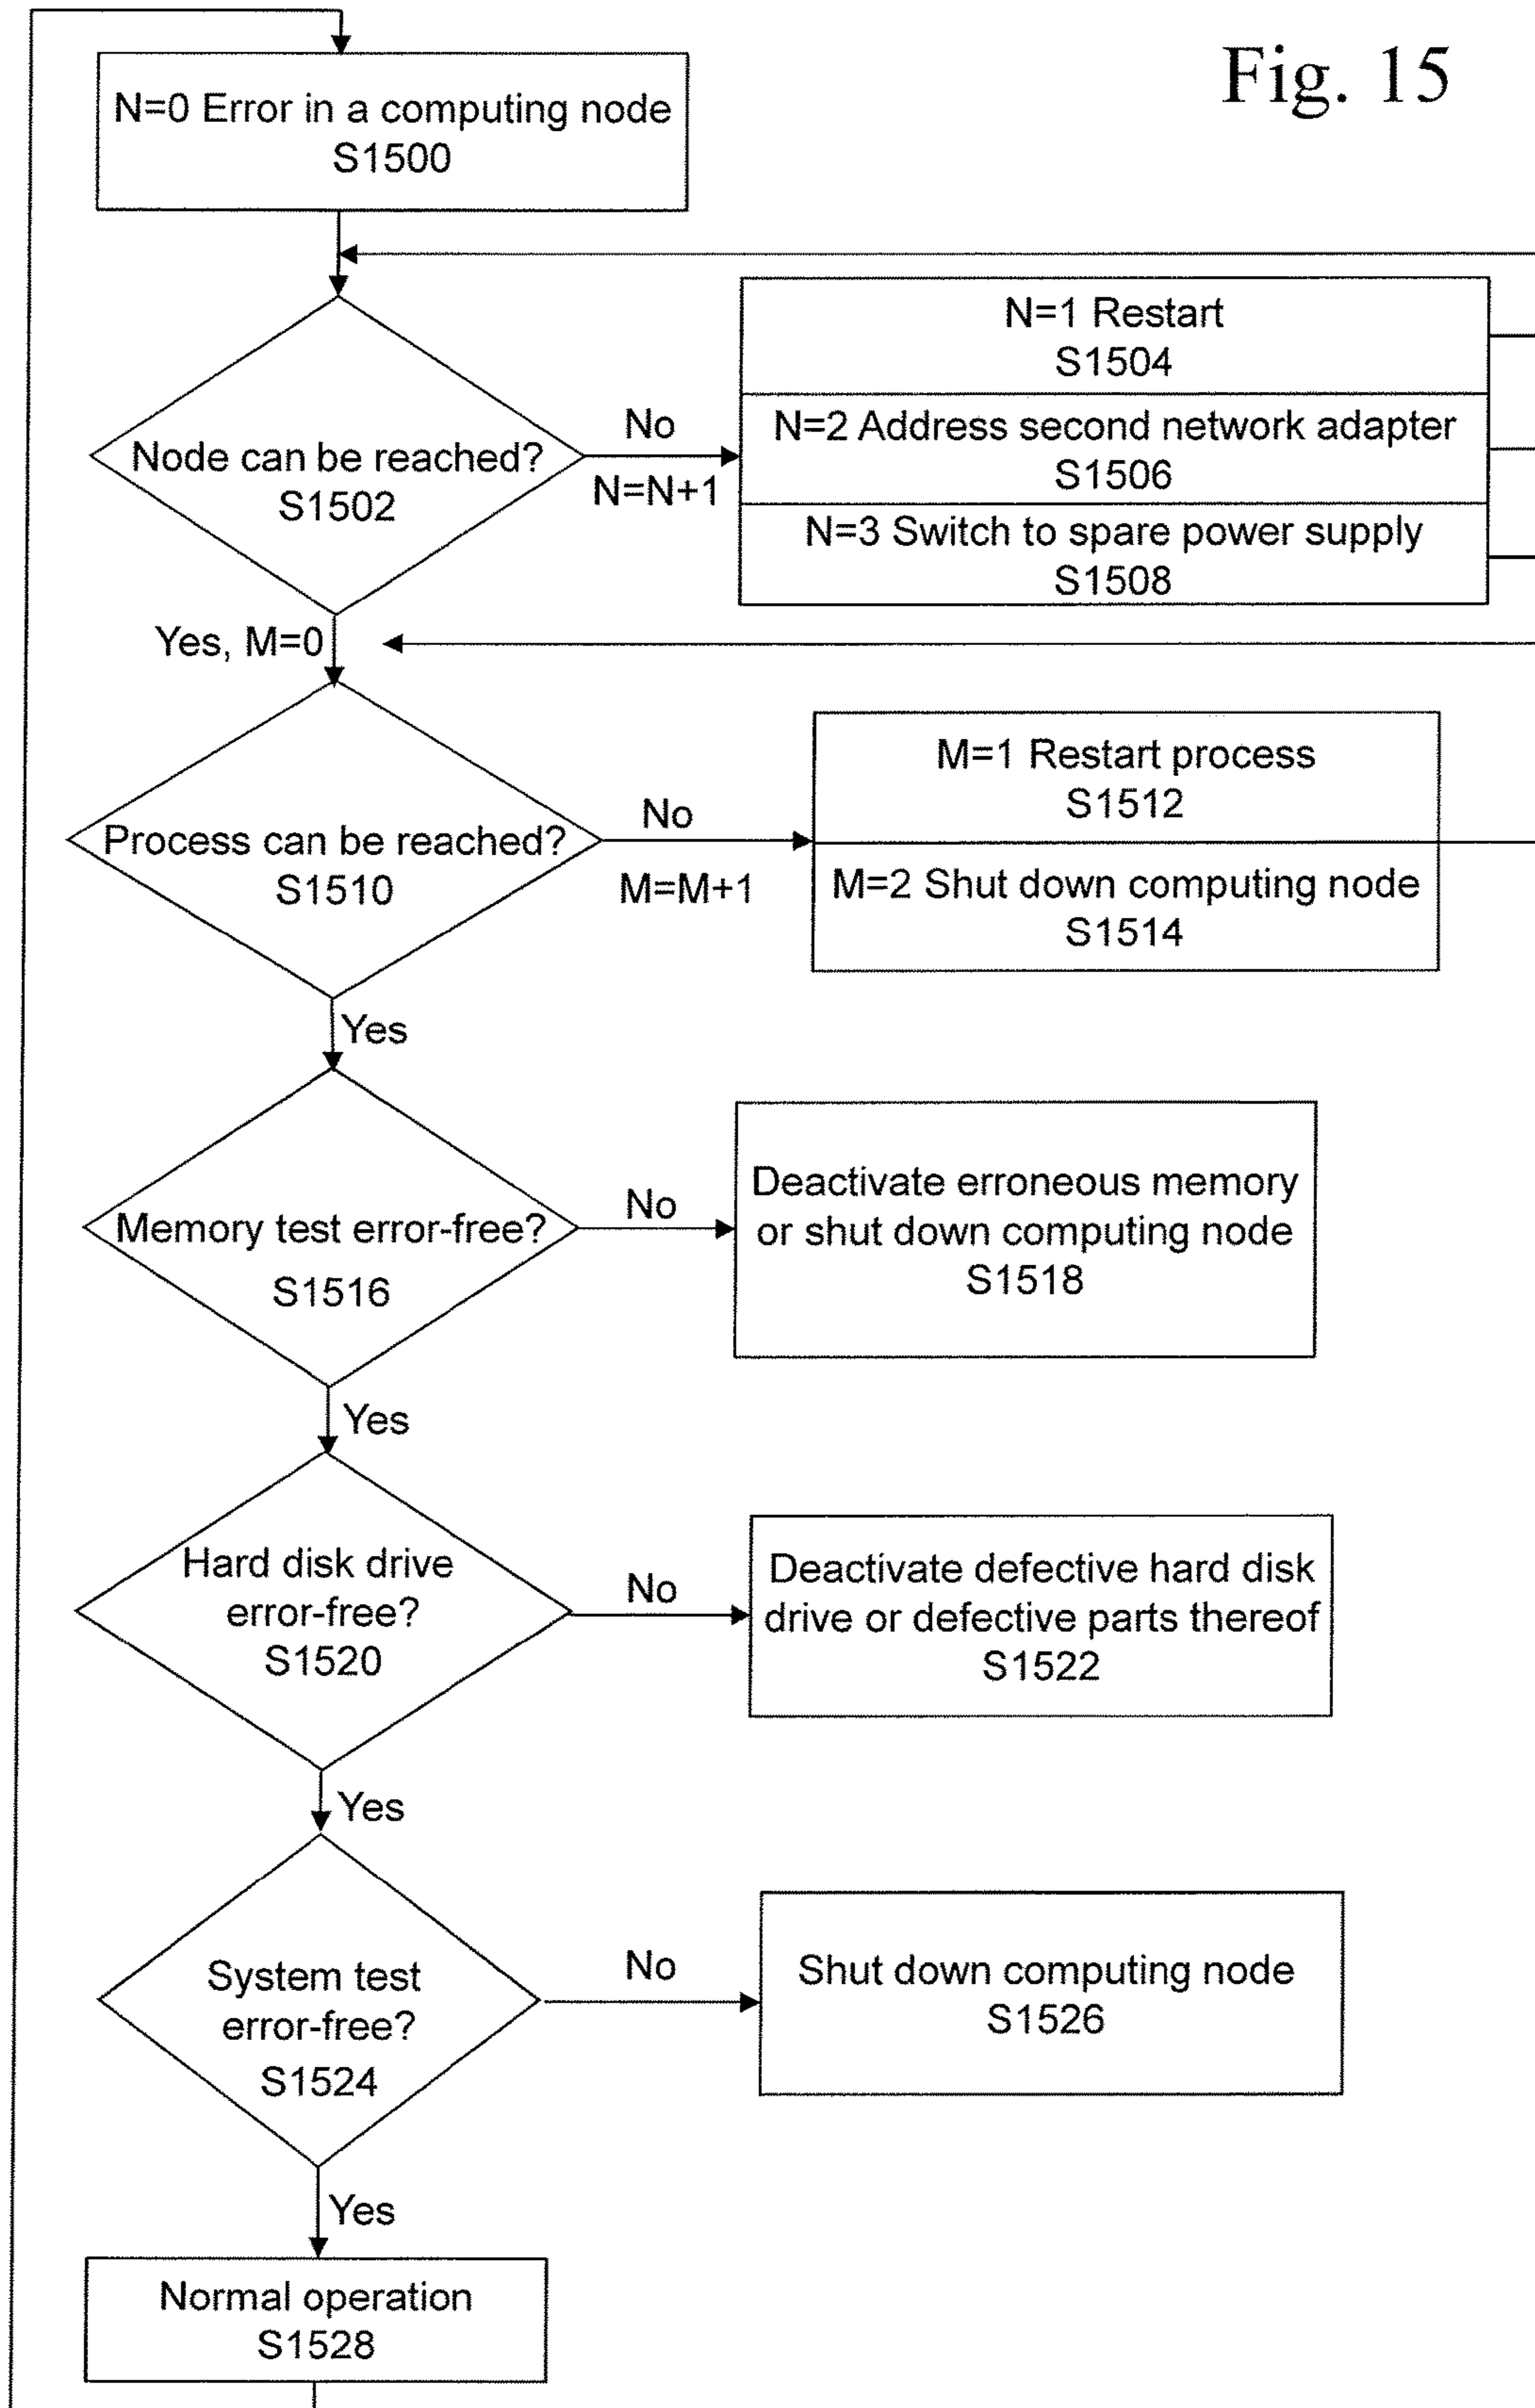 Fig. 15
N=0 Error in a computing node
S1500
Node can be reached?
S1502
No
N=N+1
N=1 Restart
S1504
N=2 Address second network adapter
S1506
N=3 Switch to spare power supply
S1508
Yes, M=0
Process can be reached?
S1510
No
M=M+1
M=1 Restart process
S1512
M=2 Shut down computing node
S1514
Yes
Memory test error-free?
S1516
No
Deactivate erroneous memory
or shut down computing node
S1518
Yes
Hard disk drive
error-free?
S1520
No
Deactivate defective hard disk
drive or defective parts thereof
S1522
Yes
System test
error-free?
S1524
No
Shut down computing node
S1526
Yes
Normal operation
S1528